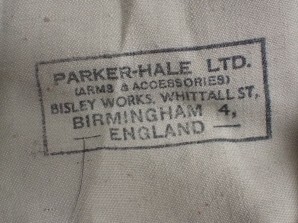 PARKER-HALE LTD.
(ARMS & ACCESSORIES)
BISLEY WORKS, WHITTALL ST,
BIRMINGHAM 4,
— ENGLAND —